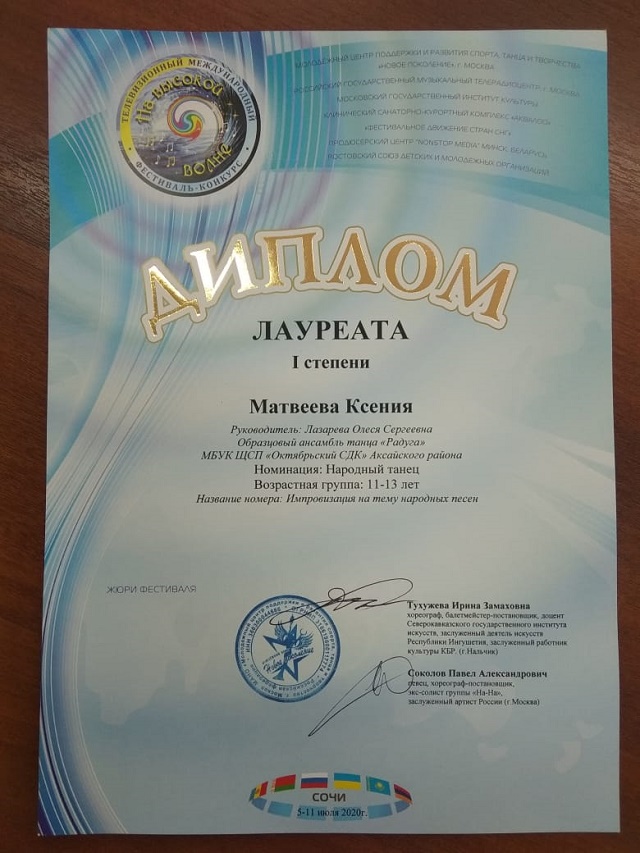 ТЕЛЕВИЗИОННЫЙ МЕЖДУНАРОДНЫЙ
На высокой
волне
ФЕСТИВАЛЬ-КОНКУРС
МОЛОДЁЖНЫЙ ЦЕНТР ПОДДЕРЖКИ И РАЗВИТИЯ СПОРТА, ТАНЦА И ТВОРЧЕСТВА
«НОВОЕ ПОКОЛЕНИЕ», Г. МОСКВА
РОССИЙСКИЙ ГОСУДАРСТВЕННЫЙ МУЗЫКАЛЬНЫЙ ТЕЛЕРАДИОЦЕНТР, Г. МОСКВА
МОСКОВСКИЙ ГОСУДАРСТВЕННЫЙ ИНСТИТУТ КУЛЬТУРЫ
КЛИНИЧЕСКИЙ САНАТОРНО-КУРОРТНЫЙ КОМПЛЕКС «АКВАЛОО»
«ФЕСТИВАЛЬНОЕ ДВИЖЕНИЕ СТРАН СНГ»
ПРОДЮСЕРСКИЙ ЦЕНТР "NONSTOP MEDIA" МИНСК, БЕЛАРУСЬ
РОСТОВСКИЙ СОЮЗ ДЕТСКИХ И МОЛОДЕЖНЫХ ОРГАНИЗАЦИЙ
ДИПЛОМ
ЛАУРЕАТА
I степени
Матвеева Ксения
Руководитель: Лазарева Олеся Сергеевна
Образцовый ансамбль танца «Радуга»
МБУК ЩСП «Октябрьский СДК» Аксайского района
Номинация: Народный танец
Возрастная группа: 11-13 лет
Название номера: Импровизация на тему народных песен
ЖЮРИ ФЕСТИВАЛЯ
Новое поколение
Тухужева Ирина Замаховна
хореограф, балетмейстер-постановщик, доцент
Северокавказского государственного института
искусств, заслуженный деятель искусств
Республики Ингушетия, заслуженный работник
культуры КБР. (г.Нальчик)
Соколов Павел Александрович
певец, хореограф-постановщик,
экс-солист группы «На-На»,
заслуженный артист России (г.Москва)
СОЧИ
5-11 июля 2020г.